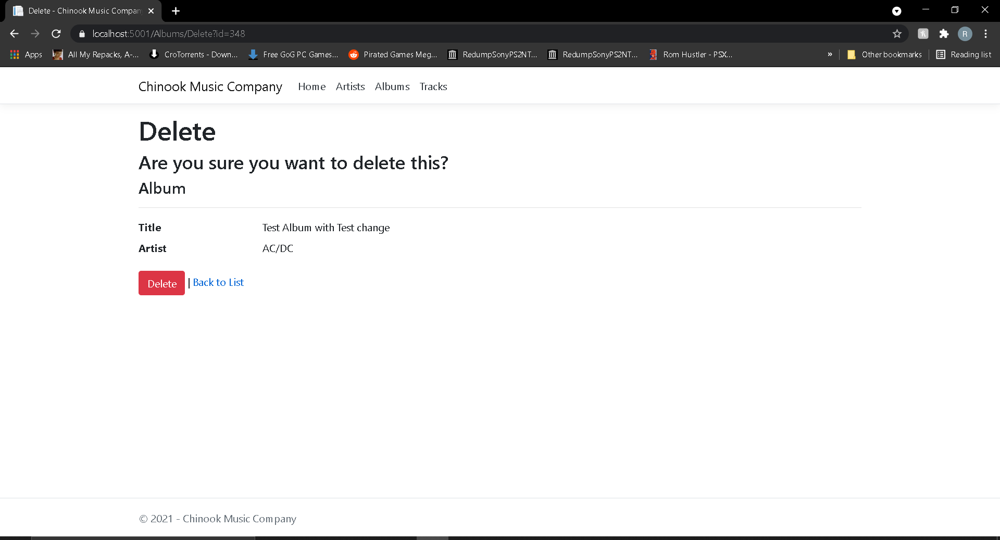 Delete - Chinook Music Compan
localhost:5001/Albums/Delete?id=348
R
Apps All My Repacks, A-... CroTorrents - Down... Free GoG PC Games... Pirated Games Meg... RedumpSonyPS2NT... RedumpSonyPS2NT... Rom Hustler - PSX... » Other bookmarks Reading list
Chinook Music Company Home Artists Albums Tracks
Delete
Are you sure you want to delete this?
Album
Title Test Album with Test change
Artist AC/DC
Delete | Back to List
© 2021 - Chinook Music Company